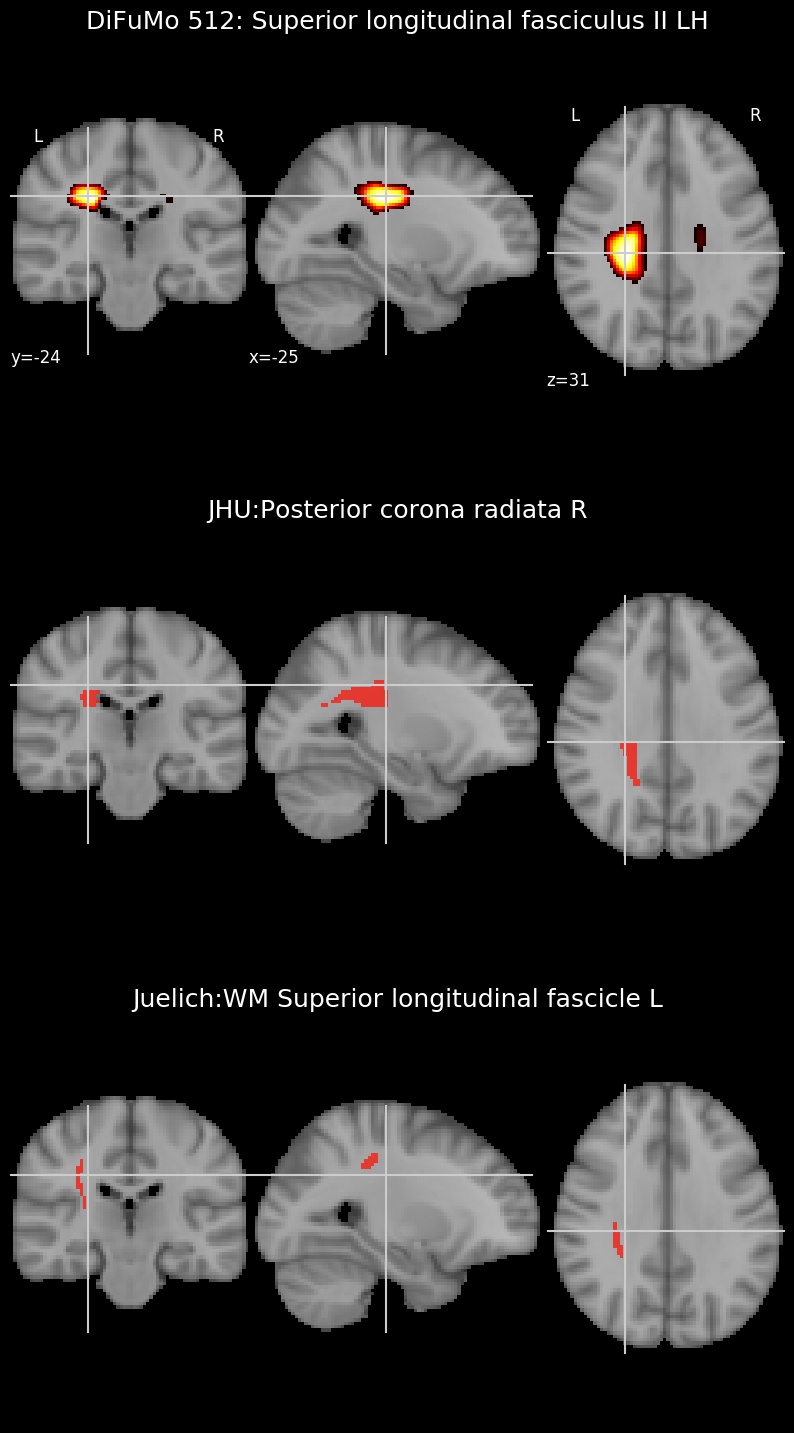 DiFuMo 512: Superior longitudinal fasciculus II LH
L R
L R
y=-24
x=-25
z=31
JHU:Posterior corona radiata R
Juelich:WM Superior longitudinal fascicle L